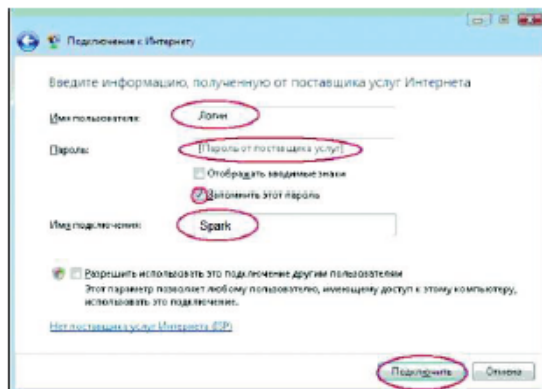 Подключение к Интернету
Введите информацию, полученную от поставщика услуг Интернета
Имя пользователя: Логин
Пароль: [Пароль от поставщика услуг]
Отображать вводимые знаки
Запомнить этот пароль
Имя подключения: Spark
Разрешить использовать это подключение другим пользователям
Этот параметр позволяет любому пользователю, имеющему доступ к этому компьютеру,
использовать это подключение.
Нет поставщика услуг Интернета (ISP)
Подключить Отмена